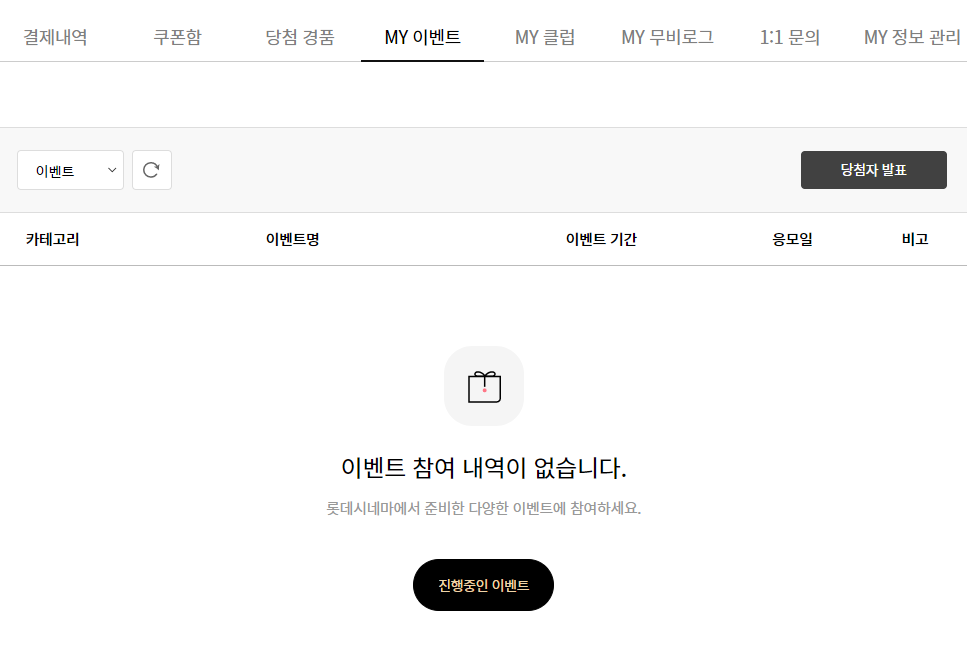 결제내역 쿠폰함 당첨 경품 MY 이벤트 MY 클럽 MY 무비로그 1:1 문의 MY 정보 관리
이벤트 당첨자 발표
카테고리 이벤트명 이벤트 기간 응모일 비고
이벤트 참여 내역이 없습니다.
롯데시네마에서 준비한 다양한 이벤트에 참여하세요.
진행중인 이벤트